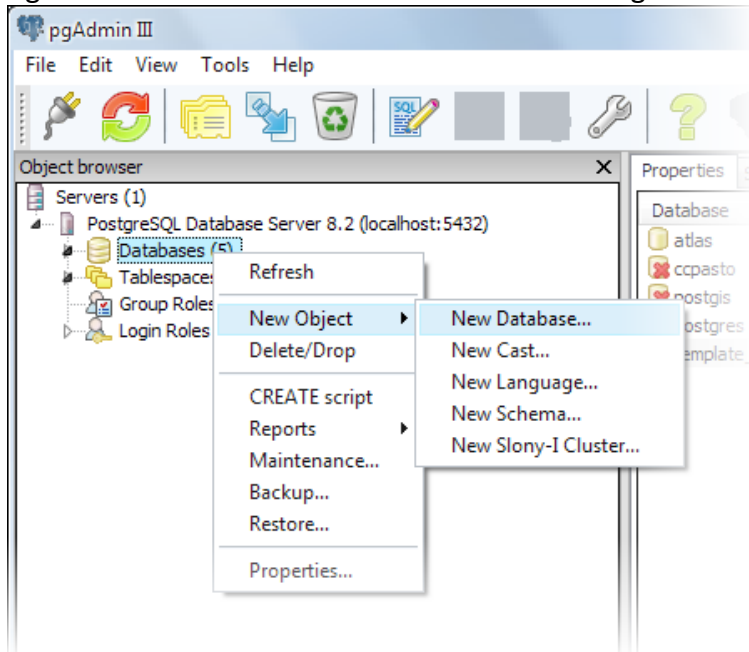 pgAdmin III
File Edit View Tools Help
SQL
Object browser X
Servers (1)
PostgreSQL Database Server 8.2 (localhost:5432)
Databases (5)
Tablespaces
Group Roles
Login Roles
Refresh
New Object
Delete/Drop
CREATE script
Reports
Maintenance...
Backup...
Restore...
Properties...
New Database...
New Cast...
New Language...
New Schema...
New Slony-I Cluster...
Properties
Database
atlas
ccpasto
postgis
postgres
template_